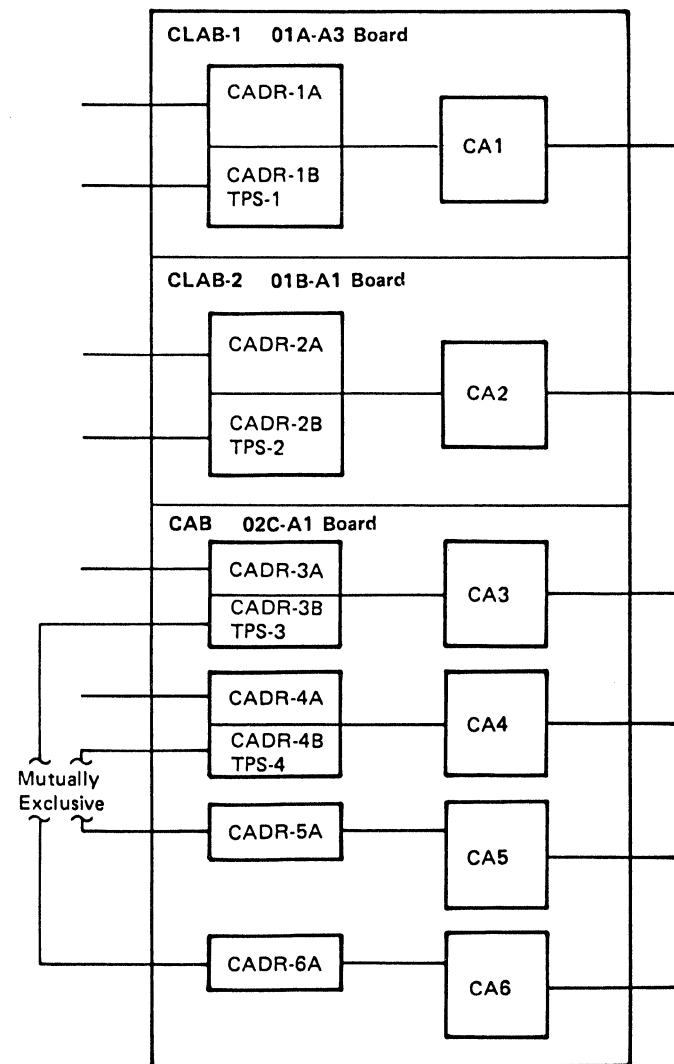 CLAB-1 01A-A3 Board
CADR-1A
CA1
CADR-1B
TPS-1
CLAB-2 01B-A1 Board
CADR-2A
CA2
CADR-2B
TPS-2
CAB 02C-A1 Board
CADR-3A
CA3
CADR-3B
TPS-3
CADR-4A
CA4
CADR-4B
TPS-4
Mutually
Exclusive
CADR-5A
CA5
CADR-6A
CA6